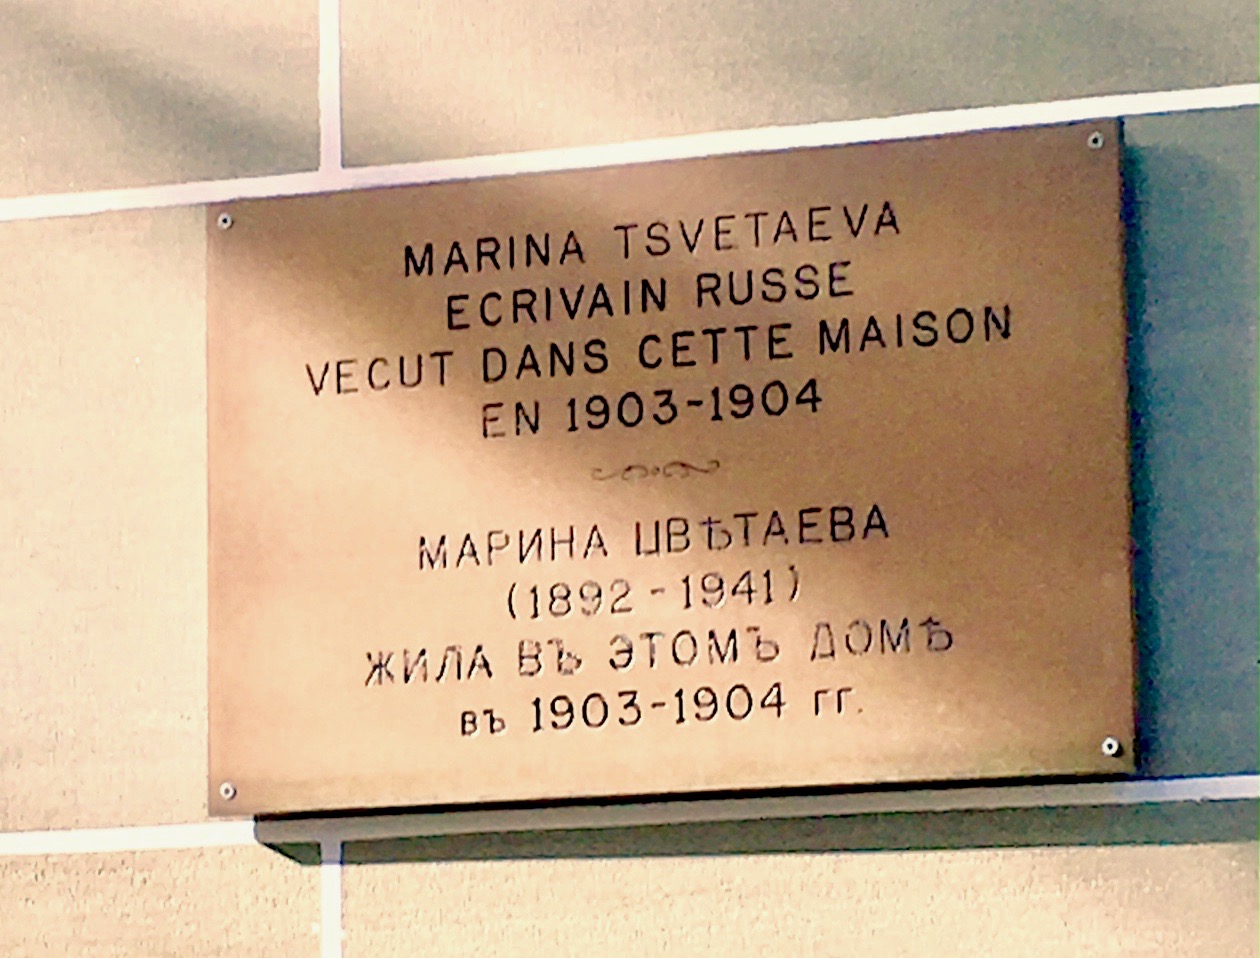 MARINA TSVETAEVA
ECRIVAIN RUSSE
VECUT DANS CETTE MAISON
EN 1903-1904
МАРИНА ЦВѢТАЕВА
(1892 - 1941)
ЖИЛА ВЪ ЭТОМЪ ДОМѢ
въ 1903-1904 гг.